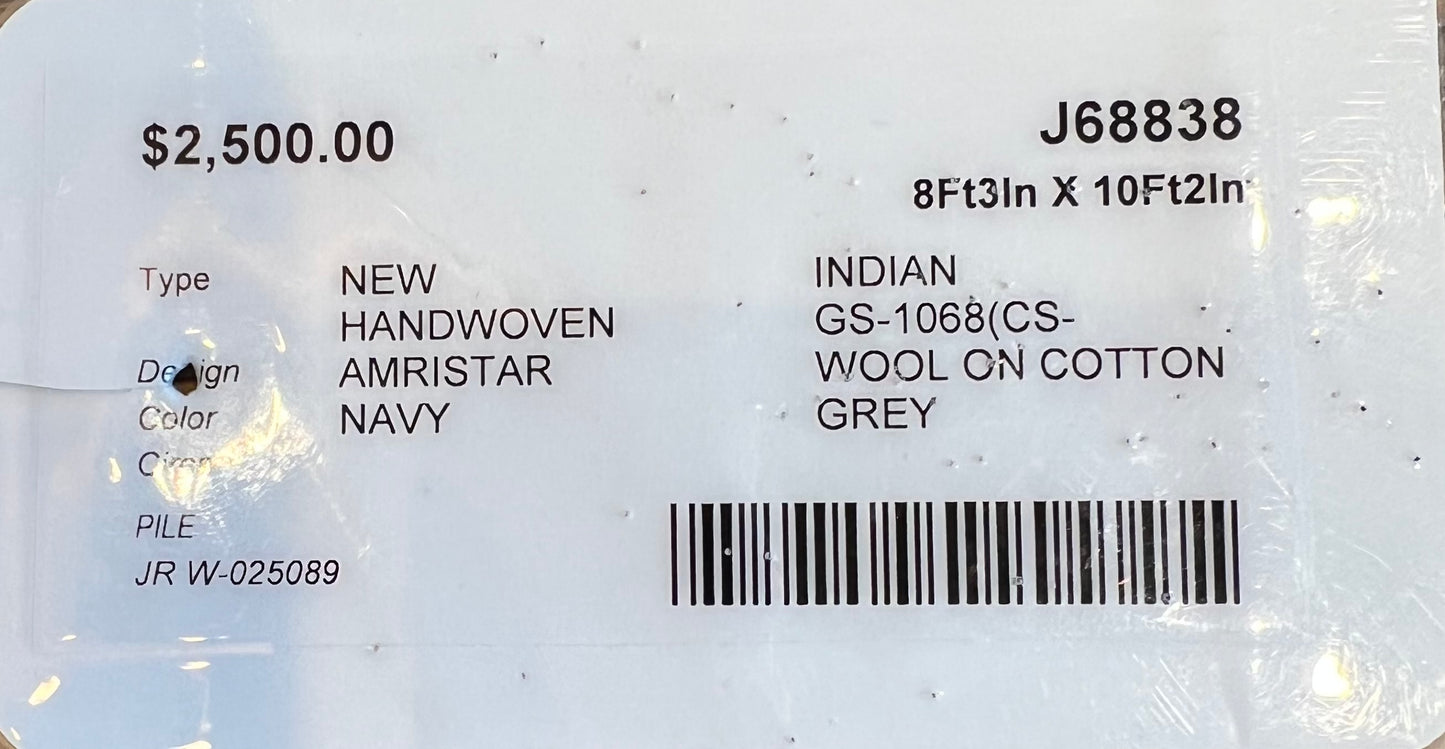 $2,500.00 J68838
8Ft3In X 10Ft2In
Type NEW INDIAN
HANDWOVEN GS-1068(CS-
Design AMRISTAR WOOL ON COTTON
Color NAVY GREY
PILE
JR W-025089